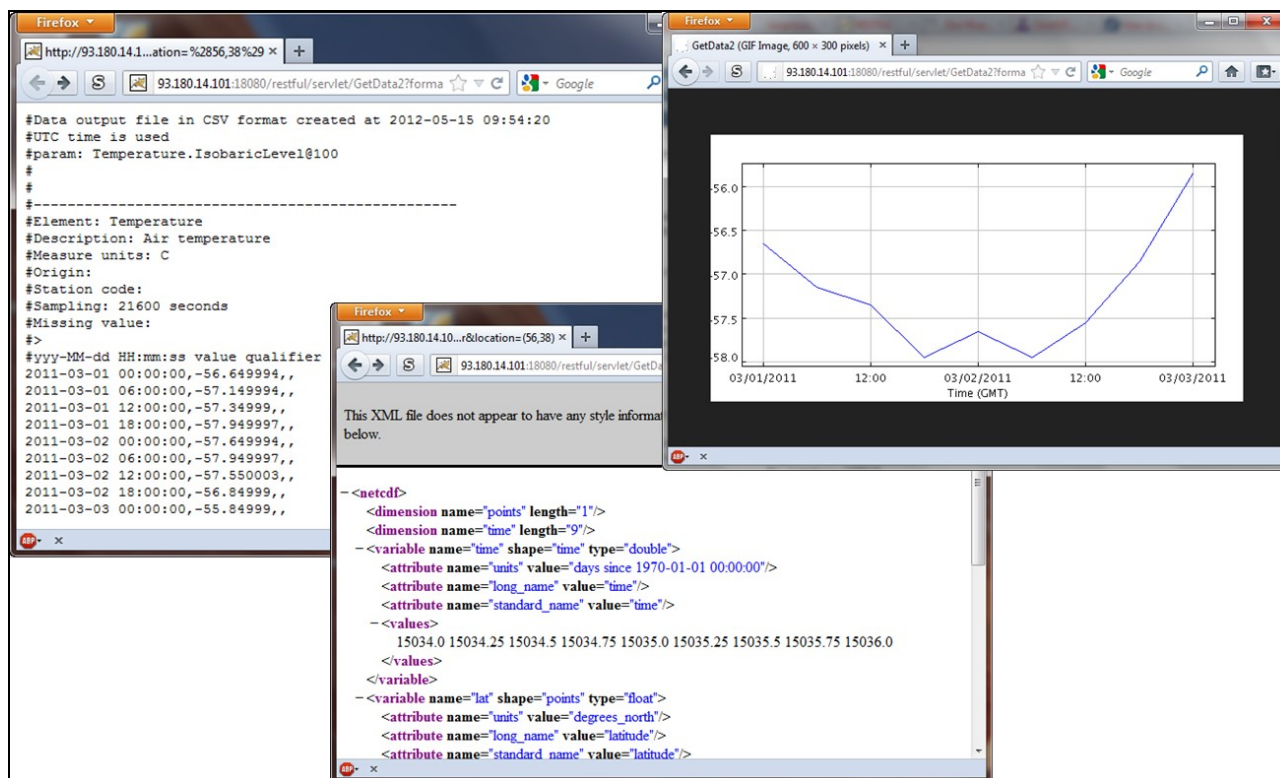 Firefox
http://93.180.14.1...ation=%2856,38%29
93.180.14.101:18080/restful/servlet/GetData2?forma
Google
#Data output file in CSV format created at 2012-05-15 09:54:20
#UTC time is used
#param: Temperature.IsobaricLevel@100
#
#
#--------------------------------------------------
#Element: Temperature
#Description: Air temperature
#Measure units: C
#Origin:
#Station code:
#Sampling: 21600 seconds
#Missing value:
#>
#yyy-MM-dd HH:mm:ss value qualifier
2011-03-01 00:00:00,-56.649994,,
2011-03-01 06:00:00,-57.149994,,
2011-03-01 12:00:00,-57.34999,,
2011-03-01 18:00:00,-57.949997,,
2011-03-02 00:00:00,-57.649994,,
2011-03-02 06:00:00,-57.949997,,
2011-03-02 12:00:00,-57.550003,,
2011-03-02 18:00:00,-56.84999,,
2011-03-03 00:00:00,-55.84999,,
ABP
Firefox
GetData2 (GIF Image, 600 × 300 pixels)
93.180.14.101:18080/restful/servlet/GetData2?forma
Google
-56.0
-56.5
-57.0
-57.5
-58.0
03/01/2011 12:00 03/02/2011 12:00 03/03/2011
Time (GMT)
ABP
Firefox
http://93.180.14.10...r&location=(56,38)
93.180.14.101:18080/restful/servlet/GetDa
This XML file does not appear to have any style informat
below.
<netcdf>
<dimension name="points" length="1"/>
<dimension name="time" length="9"/>
<variable name="time" shape="time" type="double">
<attribute name="units" value="days since 1970-01-01 00:00:00"/>
<attribute name="long_name" value="time"/>
<attribute name="standard_name" value="time"/>
<values>
15034.0 15034.25 15034.5 15034.75 15035.0 15035.25 15035.5 15035.75 15036.0
</values>
</variable>
<variable name="lat" shape="points" type="float">
<attribute name="units" value="degrees_north"/>
<attribute name="long_name" value="latitude"/>
<attribute name="standard_name" value="latitude"/>
ABP